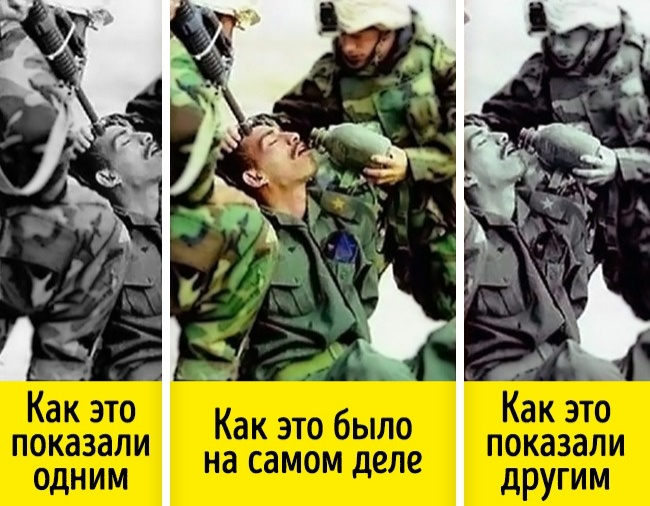 Как это
показали
одним
Как это было
на самом деле
Как это
показали
другим